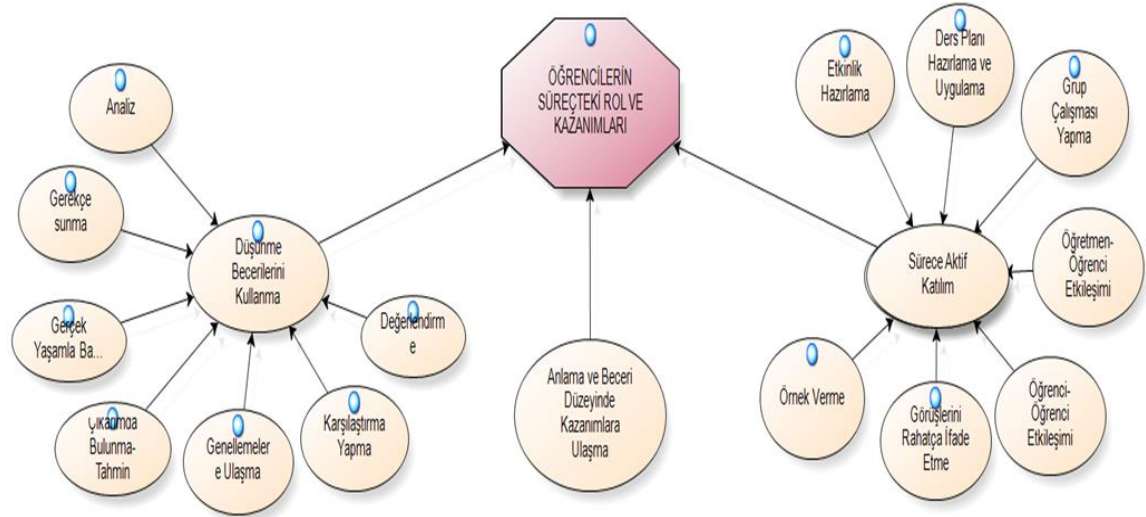 ÖĞRENCİLERİN
SÜREÇTEKİ ROL VE
KAZANIMLARI
Analiz
Gerekçe
sunma
Gerçek
Yaşamla Ba...
Çıkarımda
Bulunma-
Tahmin
Genellemeler
e Ulaşma
Karşılaştırma
Yapma
Değerlendirm
e
Düşünme
Becerilerini
Kullanma
Anlama ve Beceri
Düzeyinde
Kazanımlara
Ulaşma
Etkinlik
Hazırlama
Ders Planı
Hazırlama ve
Uygulama
Grup
Çalışması
Yapma
Öğretmen-
Öğrenci
Etkileşimi
Sürece Aktif
Katılım
Örnek Verme
Görüşlerini
Rahatça İfade
Etme
Öğrenci-
Öğrenci
Etkileşimi